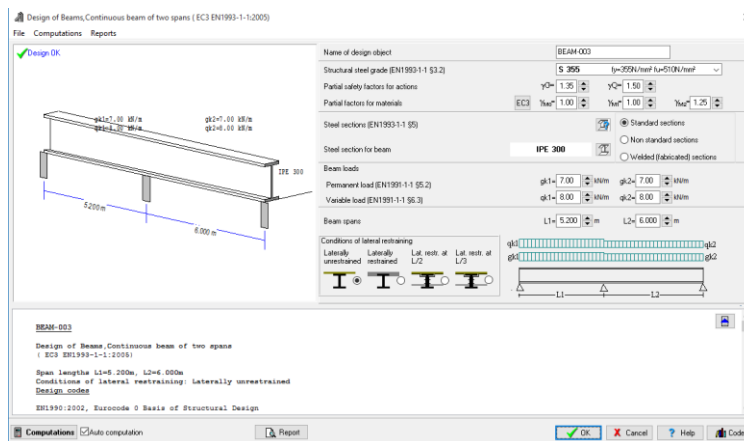 Design of Beams,Continuous beam of two spans ( EC3 EN1993-1-1:2005)
File Computations Reports
Design OK
gk1=7.00 kN/m gk2=7.00 kN/m
qk1=8.00 kN/m qk2=8.00 kN/m
IPE 300
5.200m
6.000 m
Name of design object BEAM-003
Structural steel grade (EN1993-1-1 §3.2) S 355 fy=355N/mm² fu=510N/mm²
Partial safety factors for actions γG= 1.35 γQ= 1.50
Partial factors for materials EC3 γM0= 1.00 γM1= 1.00 γM2= 1.25
Steel sections (EN1993-1-1 §5) Standard sections
Non standard sections
Steel section for beam IPE 300
Welded (fabricated) sections
Beam loads
Permanent load (EN1991-1-1 §5.2) gk1= 7.00 kN/m gk2= 7.00 kN/m
Variable load (EN1991-1-1 §6.3) qk1= 8.00 kN/m qk2= 8.00 kN/m
Beam spans L1= 5.200 m L2= 6.000 m
Conditions of lateral restraining
Laterally unrestrained Laterally restrained Lat. restr. at L/2 Lat. restr. at L/3
qk1 qk2
gk1 gk2
L1 L2
BEAM-003
Design of Beams,Continuous beam of two spans
( EC3 EN1993-1-1:2005)
Span lengths L1=5.200m, L2=6.000m
Conditions of lateral restraining: Laterally unrestrained
Design codes
EN1990:2002, Eurocode 0 Basis of Structural Design
Computations Auto computation Report OK Cancel Help Code